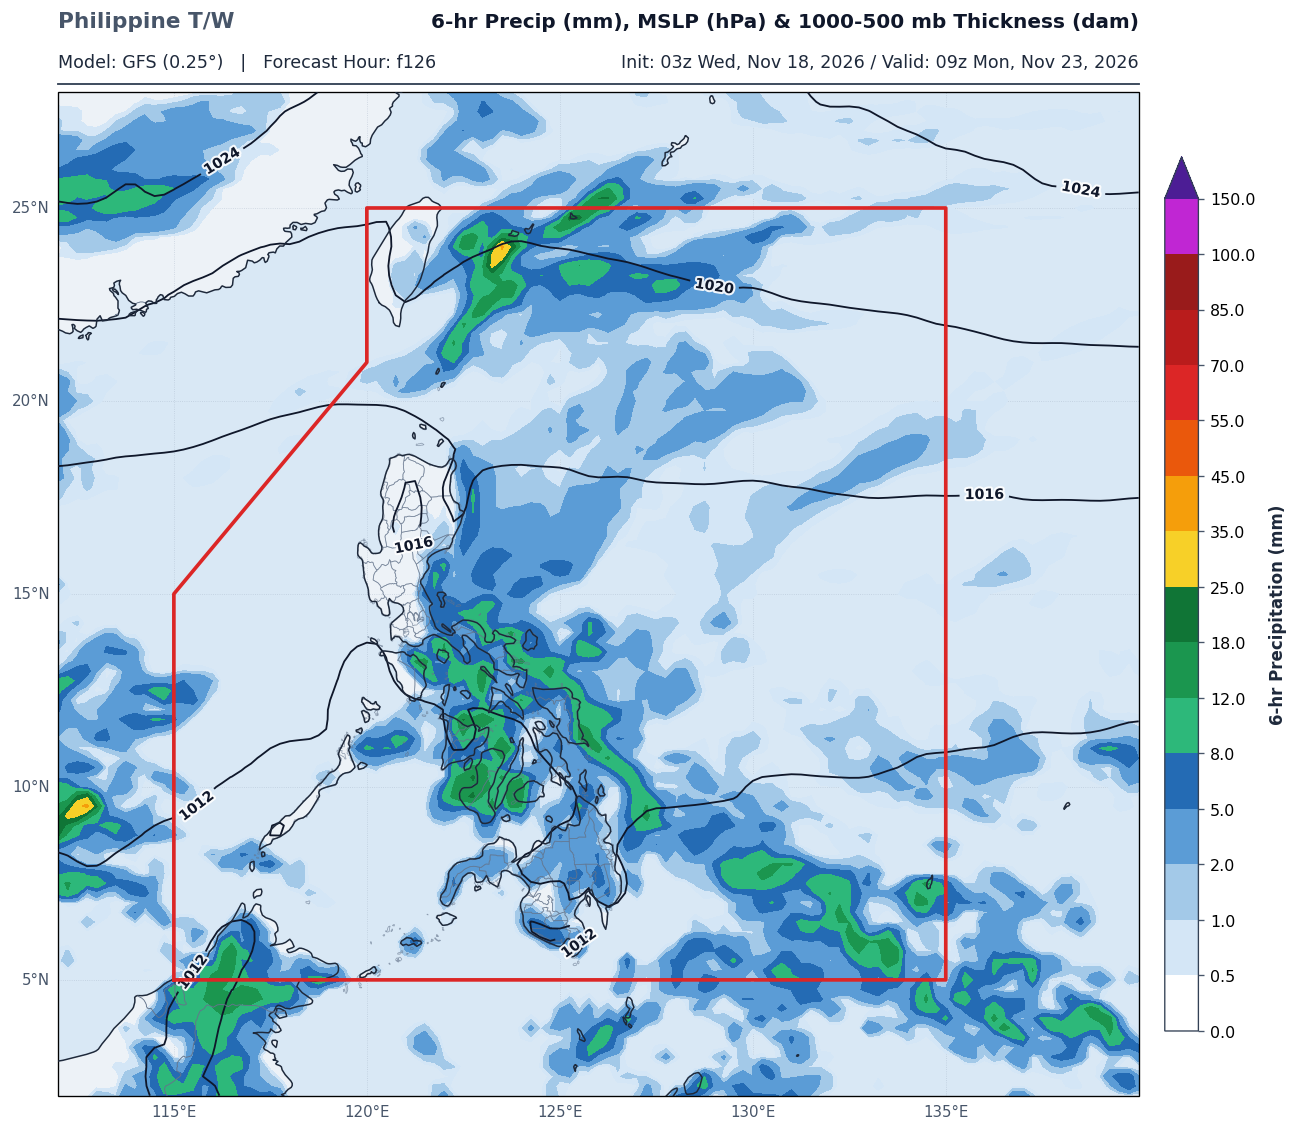 Philippine T/W
6-hr Precip (mm), MSLP (hPa) & 1000-500 mb Thickness (dam)
Model: GFS (0.25°) | Forecast Hour: f126
Init: 03z Wed, Nov 18, 2026 / Valid: 09z Mon, Nov 23, 2026
1024
1024
1020
1016
1016
1012
1012
1012
25°N
20°N
15°N
10°N
5°N
115°E
120°E
125°E
130°E
135°E
150.0
100.0
85.0
70.0
55.0
45.0
35.0
25.0
18.0
12.0
8.0
5.0
2.0
1.0
0.5
0.0
6-hr Precipitation (mm)